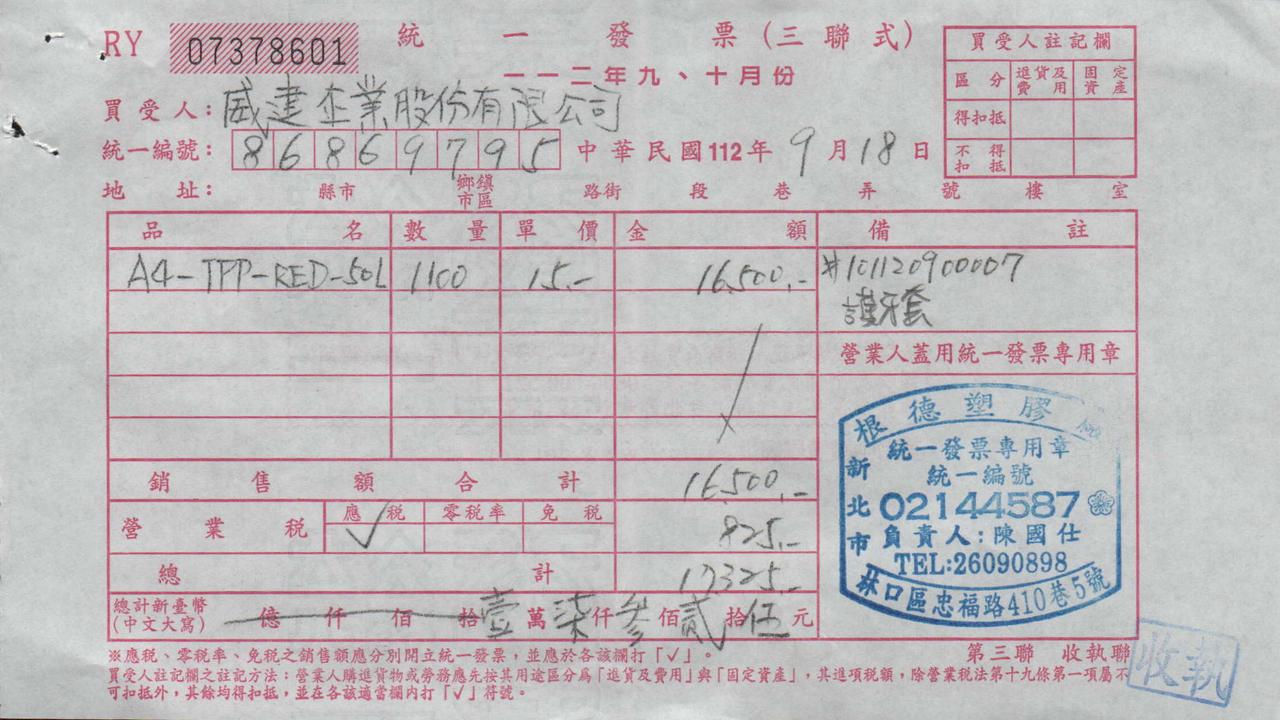 RY 07378601 統一發票(三聯式)
一一二年九、十月份
買受人註記欄
區分 進貨及費用 固定資產
得扣抵
不得扣抵
買受人:威建企業股份有限公司
統一編號:86869795 中華民國112年9月18日
地址: 縣市 鄉鎮市區 路街 段 巷 弄 號 樓 室
品名 數量 單價 金額 備註
A4-TPP-RED-50L 1100 15.- 16,500.- #101120900007
護牙套
營業人蓋用統一發票專用章
銷售額合計 16,500.-
營業稅 應稅 √ 零稅率 免稅 825.-
總計 17325.-
總計新臺幣(中文大寫) 億 仟 佰 拾壹萬柒仟參佰貳拾伍元
根德塑膠廠
統一發票專用章
統一編號
新北市 02144587
負責人:陳國仕
TEL:26090898
林口區忠福路410巷5號
※應稅、零稅率、免稅之銷售額應分別開立統一發票,並應於各該欄打「√」。
第三聯 收執聯
收執
買受人註記欄之註記方法:營業人購進貨物或勞務應先按其用途區分為「進貨及費用」與「固定資產」,其進項稅額,除營業稅法第十九條第一項屬不
可扣抵外,其餘均得扣抵,並在各該適當欄內打「√」符號。